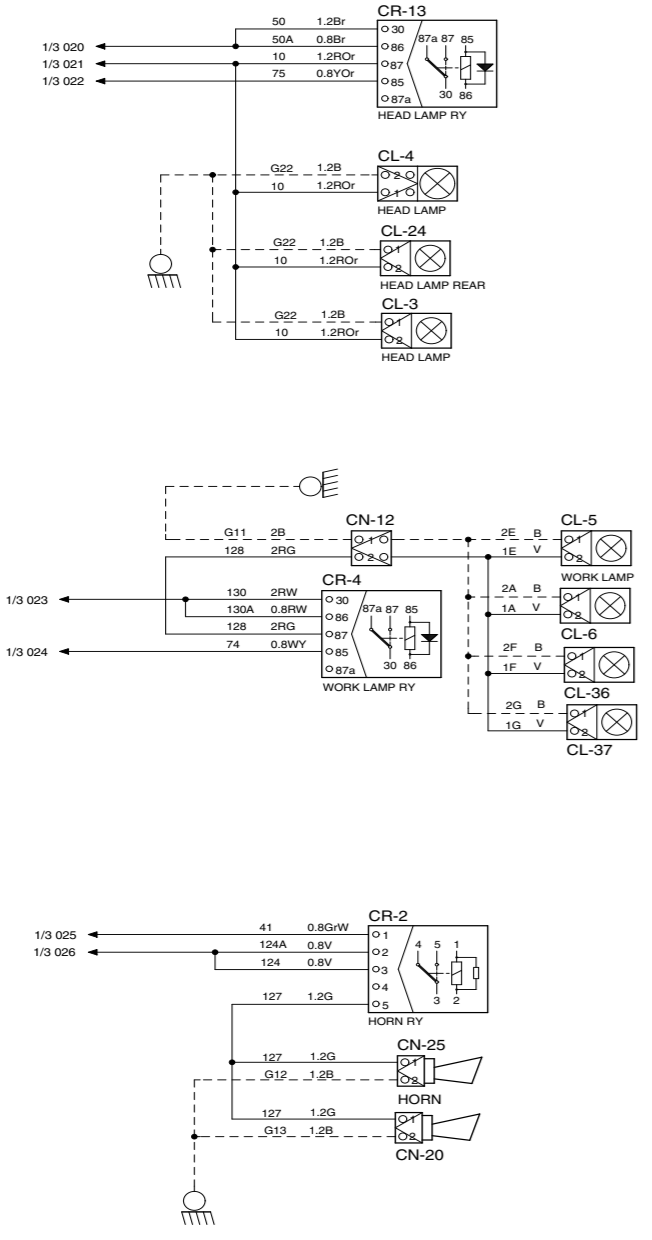 CR-13
50 1.2Br 30
1/3 020 50A 0.8Br 86 87a 87 85
1/3 021 10 1.2ROr 87
1/3 022 75 0.8YOr 85 30 86
87a
HEAD LAMP RY
CL-4
G22 1.2B 2
10 1.2ROr 1
HEAD LAMP
CL-24
G22 1.2B 1
10 1.2ROr 2
HEAD LAMP REAR
CL-3
G22 1.2B 1
10 1.2ROr 2
HEAD LAMP
CN-12 CL-5
G11 2B 1 2E B 1
128 2RG 2 1E V 2
WORK LAMP
CR-4
1/3 023 130 2RW 30 2A B 1
130A 0.8RW 86 87a 87 85 1A V 2
128 2RG 87 CL-6
1/3 024 74 0.8WY 85 30 86 2F B 1
87a 1F V 2
WORK LAMP RY
CL-36
2G B 1
1G V 2
CL-37
CR-2
1/3 025 41 0.8GrW 1
1/3 026 124A 0.8V 2 4 5 1
124 0.8V 3
4 3 2
127 1.2G 5
HORN RY
CN-25
127 1.2G 1
G12 1.2B 2
HORN
127 1.2G 1
G13 1.2B 2
CN-20